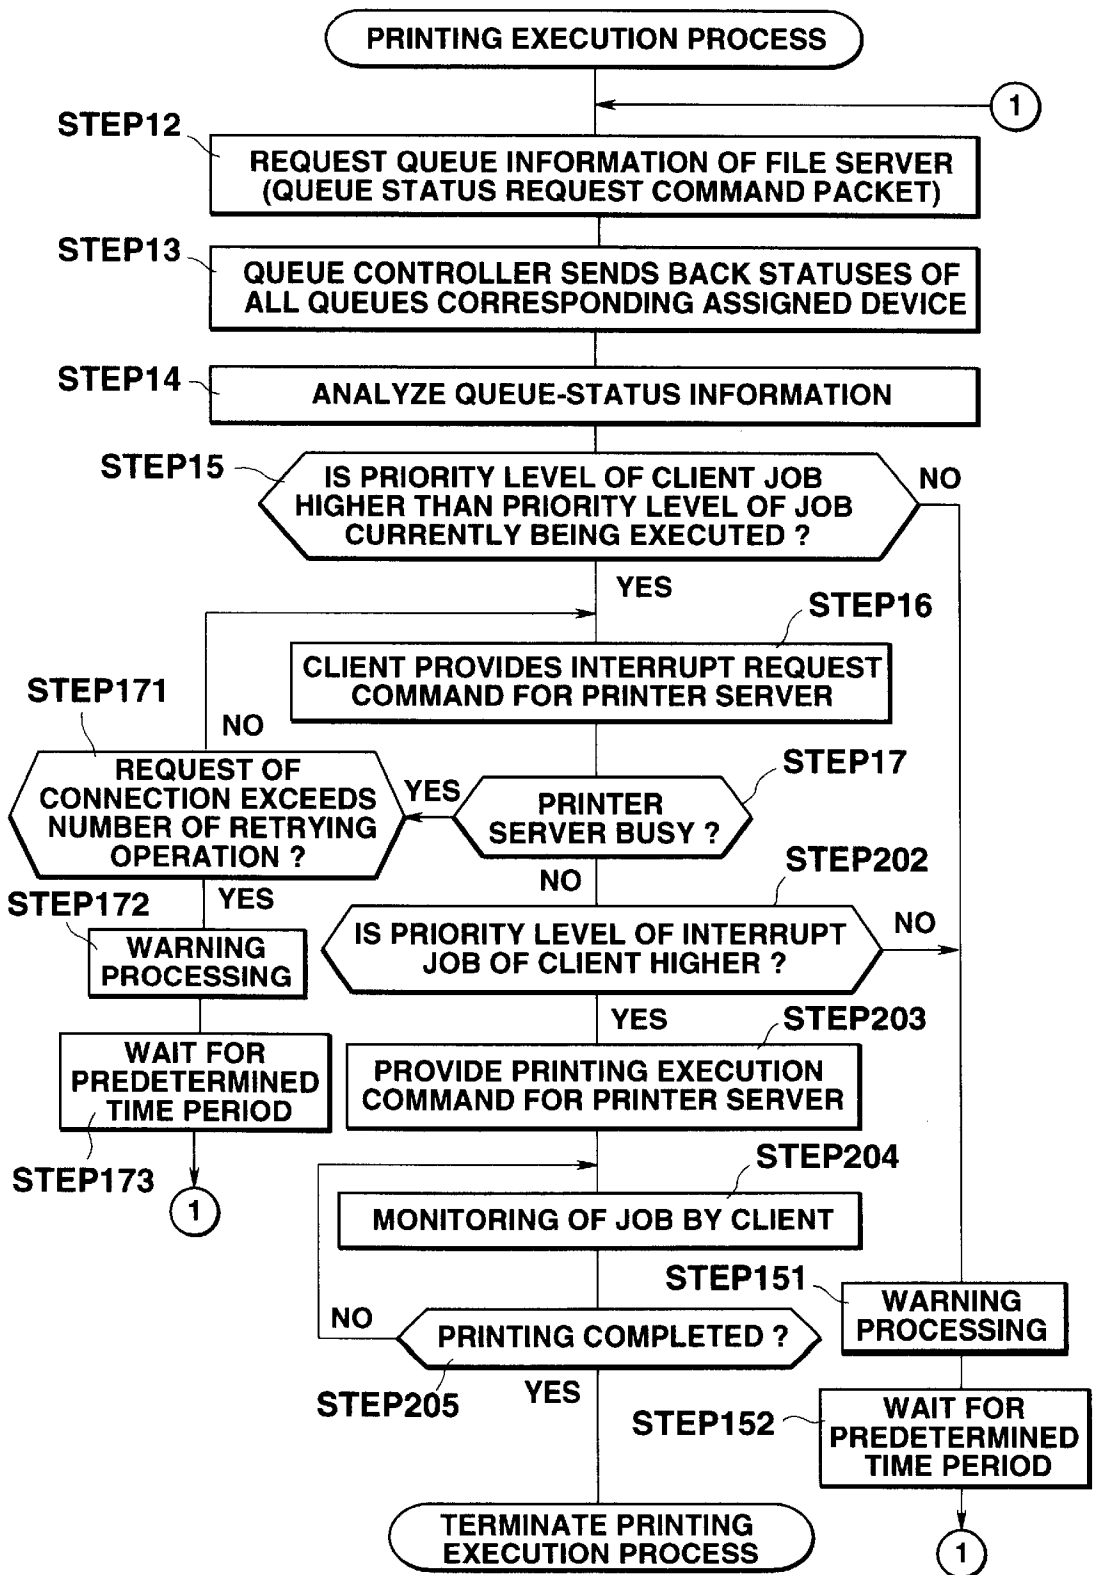 PRINTING EXECUTION PROCESS
1
STEP12
REQUEST QUEUE INFORMATION OF FILE SERVER
(QUEUE STATUS REQUEST COMMAND PACKET)
STEP13
QUEUE CONTROLLER SENDS BACK STATUSES OF
ALL QUEUES CORRESPONDING ASSIGNED DEVICE
STEP14
ANALYZE QUEUE-STATUS INFORMATION
STEP15
IS PRIORITY LEVEL OF CLIENT JOB
HIGHER THAN PRIORITY LEVEL OF JOB
CURRENTLY BEING EXECUTED ?
NO
YES
STEP16
CLIENT PROVIDES INTERRUPT REQUEST
COMMAND FOR PRINTER SERVER
STEP171
NO
REQUEST OF
CONNECTION EXCEEDS
NUMBER OF RETRYING
OPERATION ?
YES
STEP17
PRINTER
SERVER BUSY ?
NO
STEP202
YES
STEP172
WARNING
PROCESSING
IS PRIORITY LEVEL OF INTERRUPT
JOB OF CLIENT HIGHER ?
NO
YES
STEP203
WAIT FOR
PREDETERMINED
TIME PERIOD
STEP173
1
PROVIDE PRINTING EXECUTION
COMMAND FOR PRINTER SERVER
STEP204
MONITORING OF JOB BY CLIENT
STEP151
WARNING
PROCESSING
NO
PRINTING COMPLETED ?
STEP205
YES
STEP152
WAIT FOR
PREDETERMINED
TIME PERIOD
TERMINATE PRINTING
EXECUTION PROCESS
1